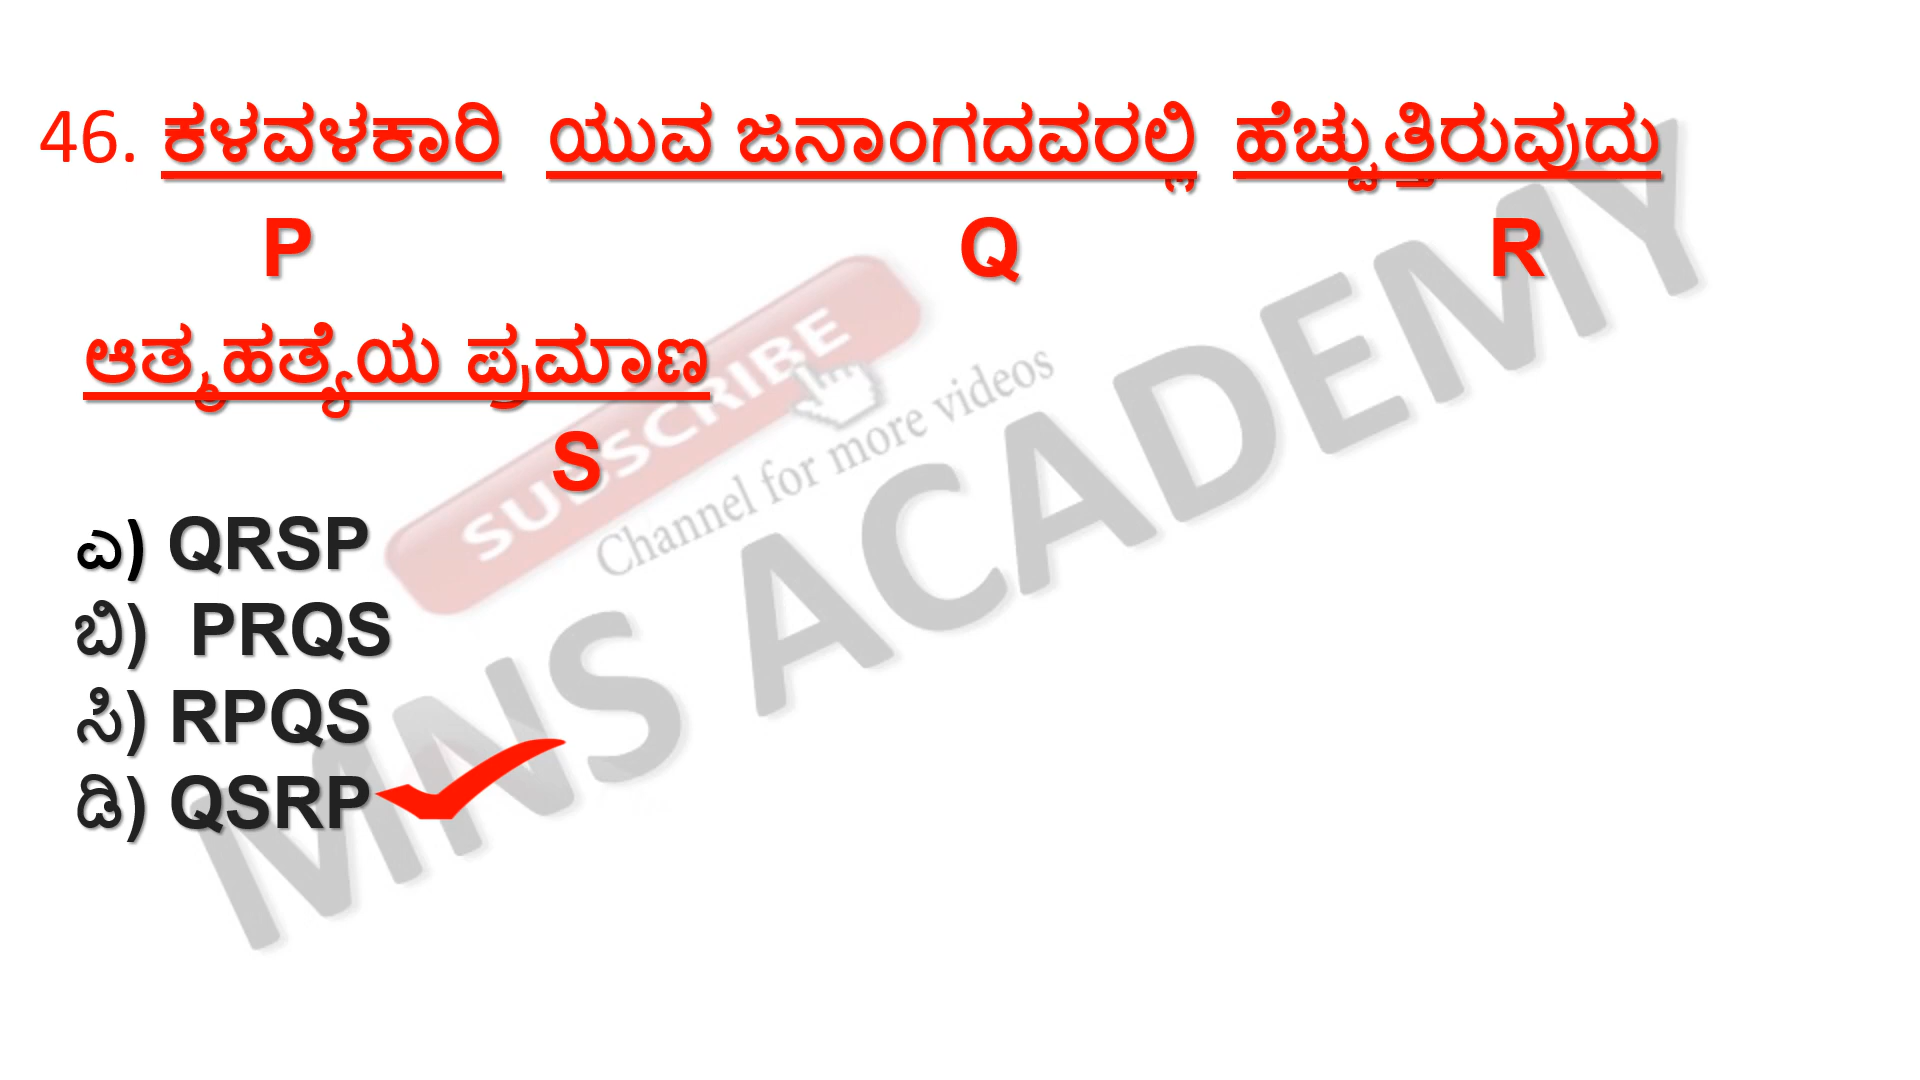 46. ಕಳವಳಕಾರಿ ಯುವ ಜನಾಂಗದವರಲ್ಲಿ ಹೆಚ್ಚುತ್ತಿರುವುದು
P Q R
ಆತ್ಮಹತ್ಯೆಯ ಪ್ರಮಾಣ
S
ಎ) QRSP
ಬಿ) PRQS
ಸಿ) RPQS
ಡಿ) QSRP
SUBSCRIBE
Channel for more videos
MNS ACADEMY